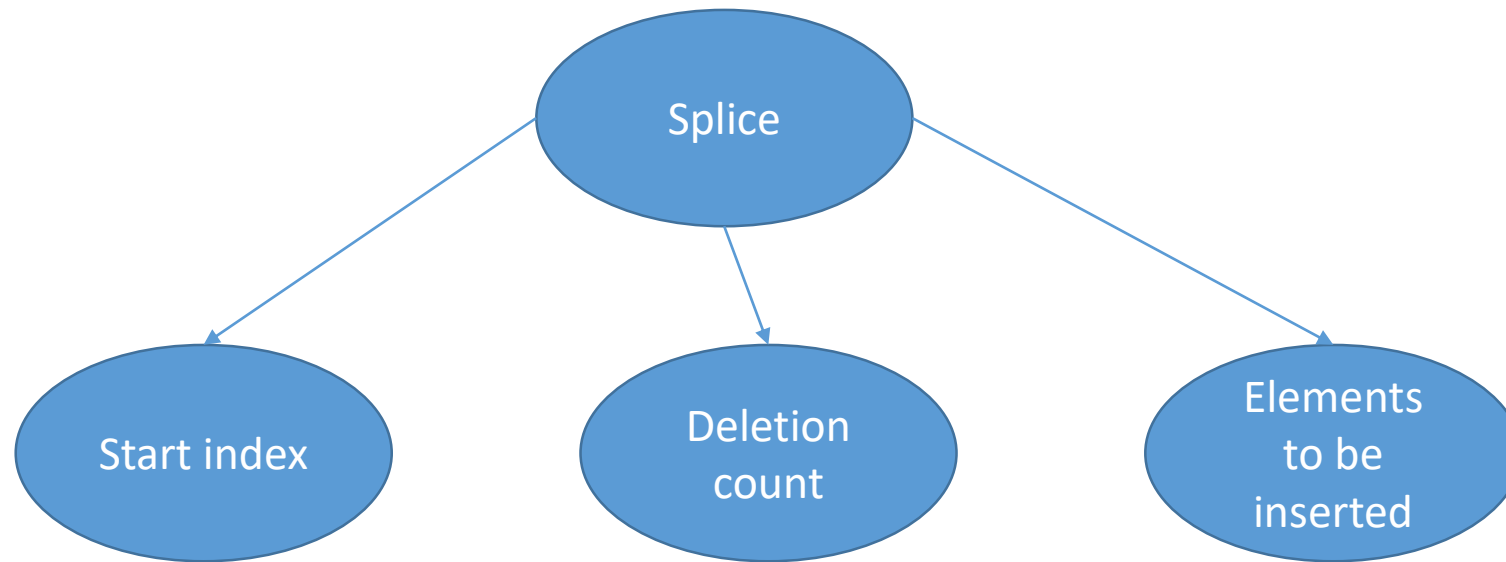 Splice
Start index
Deletion
count
Elements
to be
inserted